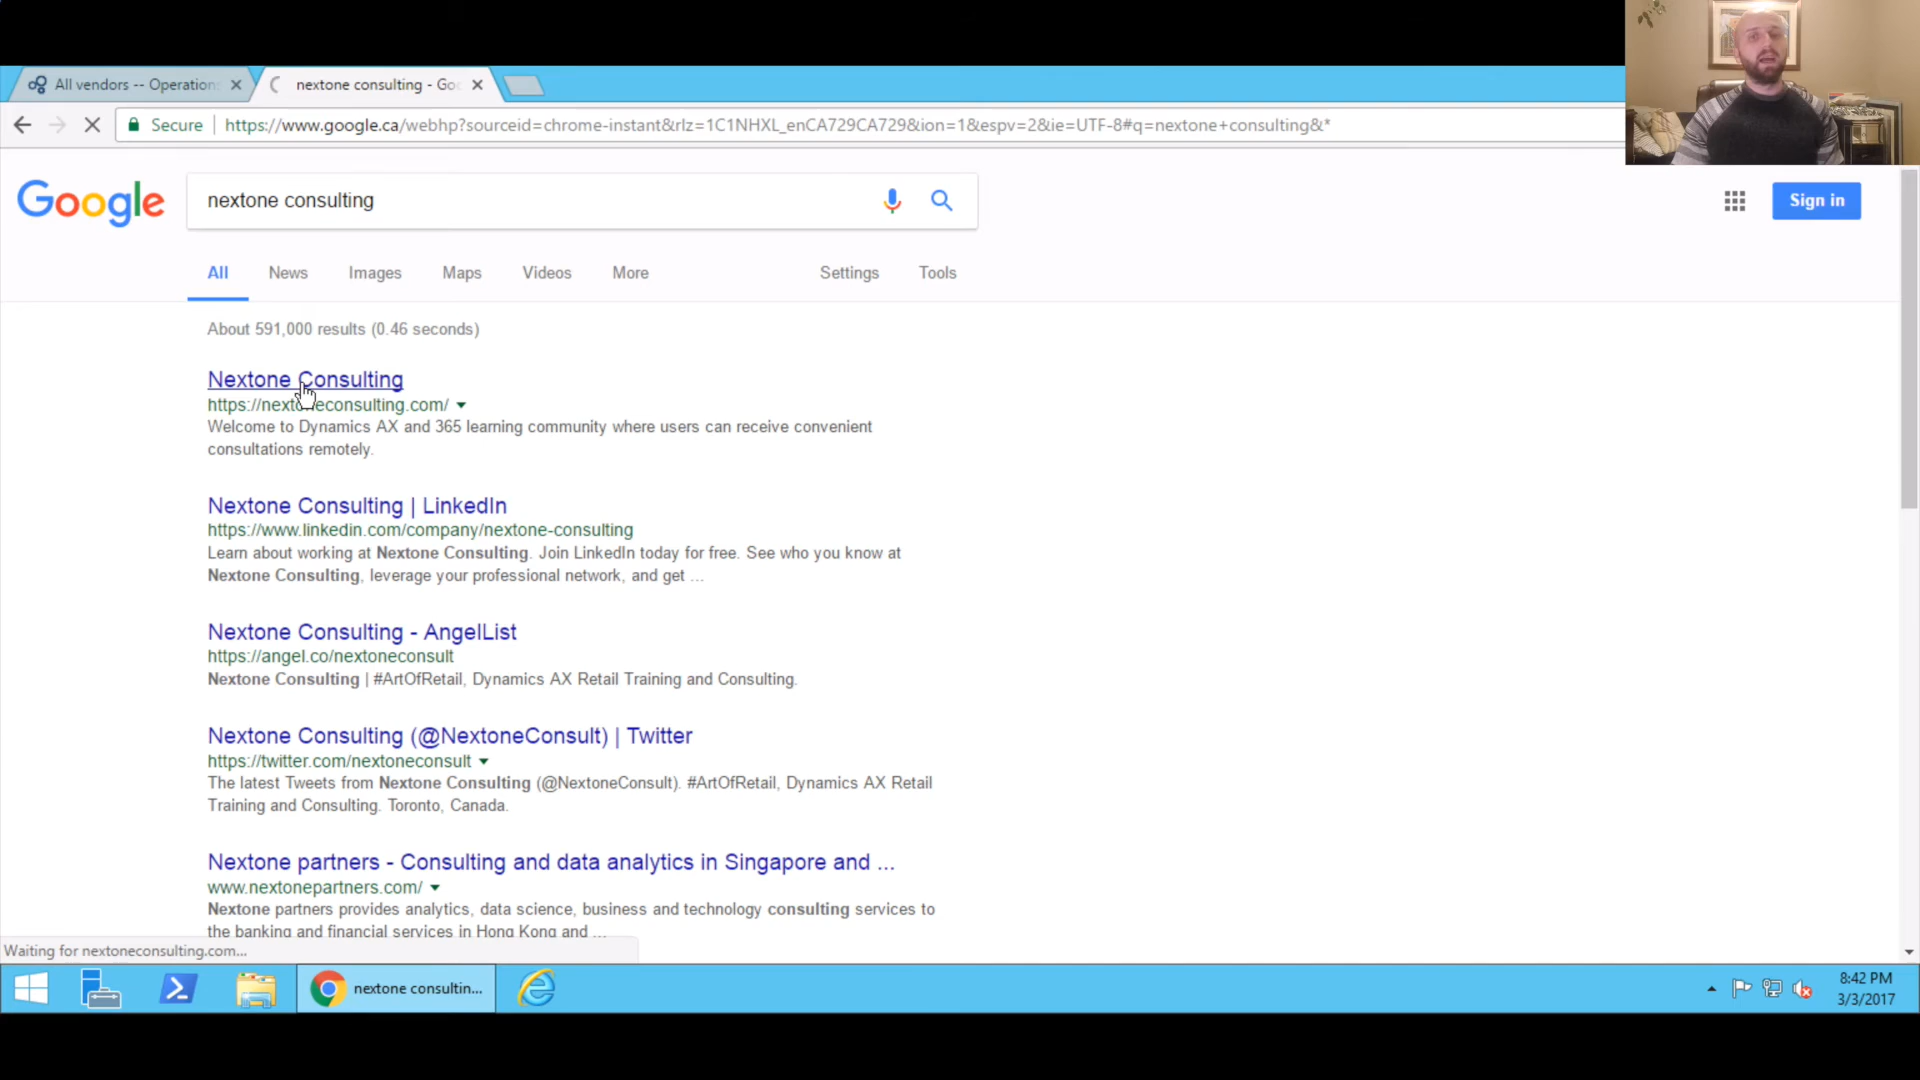 All vendors -- Operation
nextone consulting - Goo
Secure
https://www.google.ca/webhp?sourceid=chrome-instant&rlz=1C1NHXL_enCA729CA729&ion=1&espv=2&ie=UTF-8#q=nextone+consulting&*
Google
nextone consulting
Sign in
All News Images Maps Videos More Settings Tools
About 591,000 results (0.46 seconds)
Nextone Consulting
https://nextoneconsulting.com/
Welcome to Dynamics AX and 365 learning community where users can receive convenient
consultations remotely.
Nextone Consulting | LinkedIn
https://www.linkedin.com/company/nextone-consulting
Learn about working at Nextone Consulting. Join LinkedIn today for free. See who you know at
Nextone Consulting, leverage your professional network, and get ...
Nextone Consulting - AngelList
https://angel.co/nextoneconsult
Nextone Consulting | #ArtOfRetail, Dynamics AX Retail Training and Consulting.
Nextone Consulting (@NextoneConsult) | Twitter
https://twitter.com/nextoneconsult
The latest Tweets from Nextone Consulting (@NextoneConsult). #ArtOfRetail, Dynamics AX Retail
Training and Consulting. Toronto, Canada.
Nextone partners - Consulting and data analytics in Singapore and ...
www.nextonepartners.com/
Nextone partners provides analytics, data science, business and technology consulting services to
the banking and financial services in Hong Kong and ...
Waiting for nextoneconsulting.com...
nextone consultin...
8:42 PM
3/3/2017